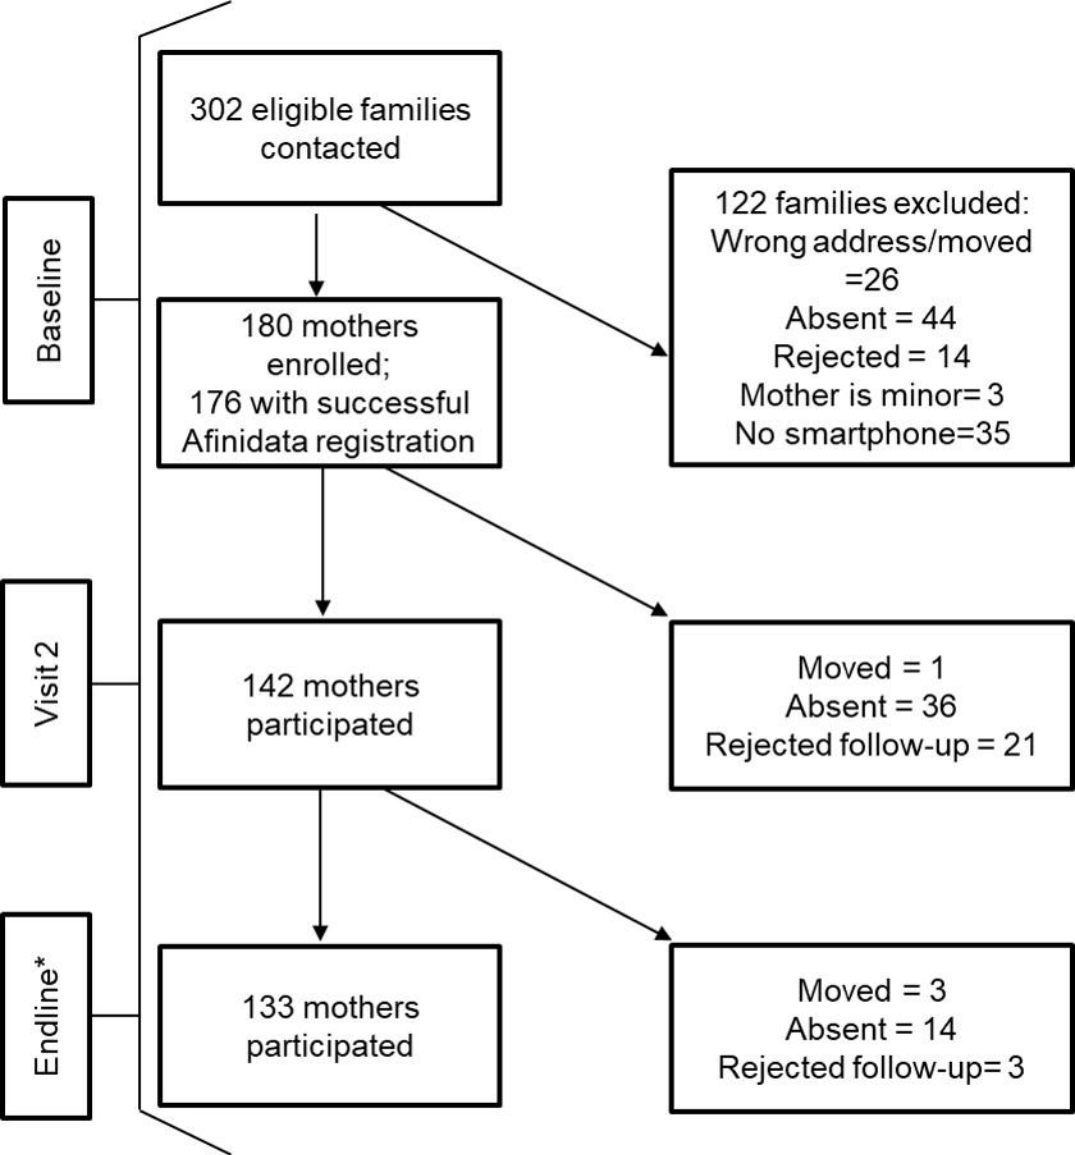 302 eligible families
contacted
122 families excluded:
Wrong address/moved
=26
Absent = 44
Rejected = 14
Mother is minor= 3
No smartphone=35
Baseline
180 mothers
enrolled;
176 with successful
Afinidata registration
Visit 2
142 mothers
participated
Moved = 1
Absent = 36
Rejected follow-up = 21
Endline*
133 mothers
participated
Moved = 3
Absent = 14
Rejected follow-up= 3